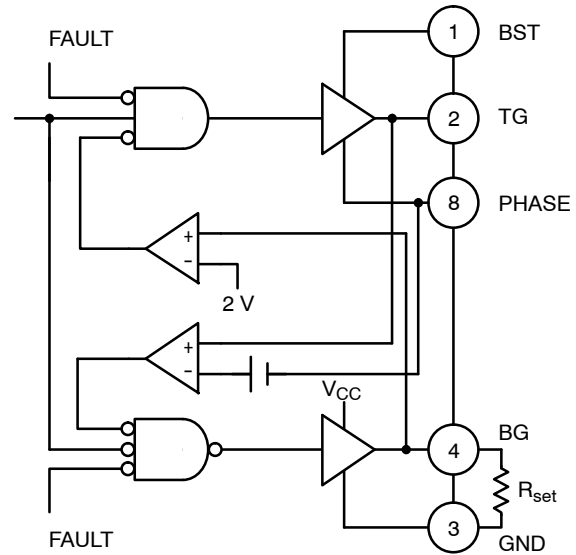 FAULT
1 BST
2 TG
8 PHASE
+
-
2 V
+
-
VCC
BG
4
Rset
3
GND
FAULT